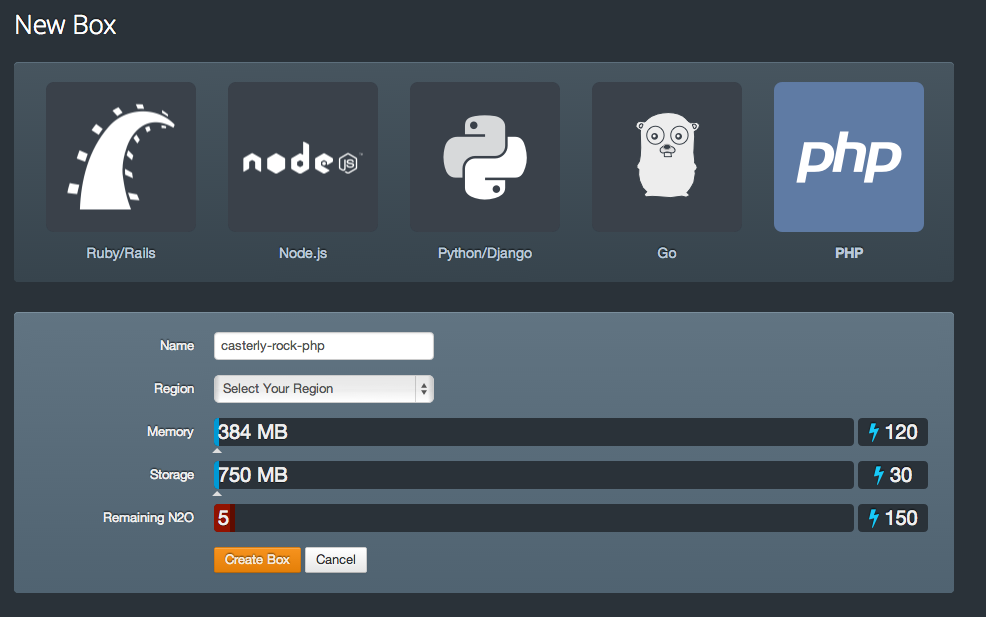 New Box
node JS
php
Ruby/Rails
Node.js
Python/Django
Go
PHP
Name
casterly-rock-php
Region
Select Your Region
Memory
384 MB
120
Storage
750 MB
30
Remaining N2O
5
150
Create Box
Cancel